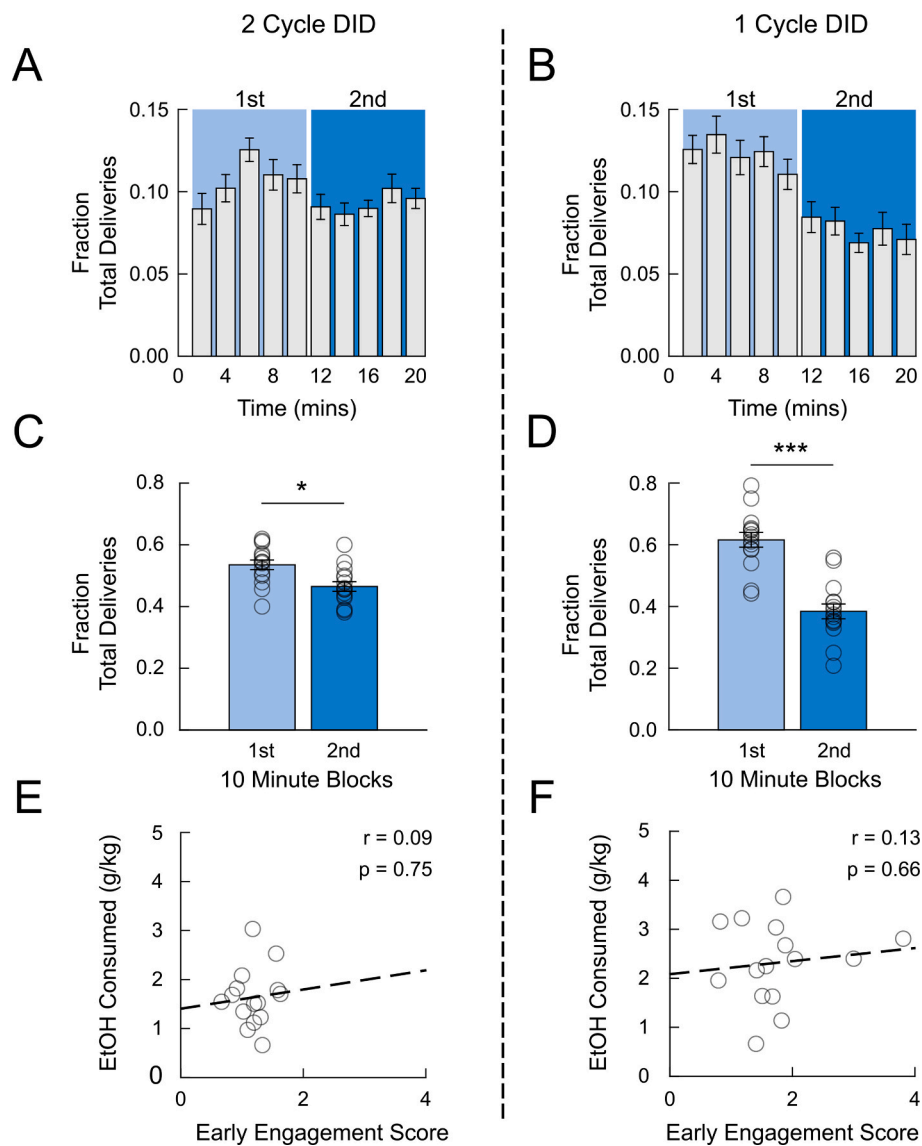 2 Cycle DID
1 Cycle DID
A
1st
2nd
0.15
0.10
0.05
0.00
Fraction
Total Deliveries
0
4
8
12
16
20
Time (mins)
B
1st
2nd
0.15
0.10
0.05
0.00
Fraction
Total Deliveries
0
4
8
12
16
20
Time (mins)
C
*
0.8
0.6
0.4
0.2
0.0
Fraction
Total Deliveries
1st
2nd
10 Minute Blocks
D
***
0.8
0.6
0.4
0.2
0.0
Fraction
Total Deliveries
1st
2nd
10 Minute Blocks
E
r = 0.09
p = 0.75
5
4
3
2
1
0
EtOH Consumed (g/kg)
0
2
4
Early Engagement Score
F
r = 0.13
p = 0.66
5
4
3
2
1
0
EtOH Consumed (g/kg)
0
2
4
Early Engagement Score